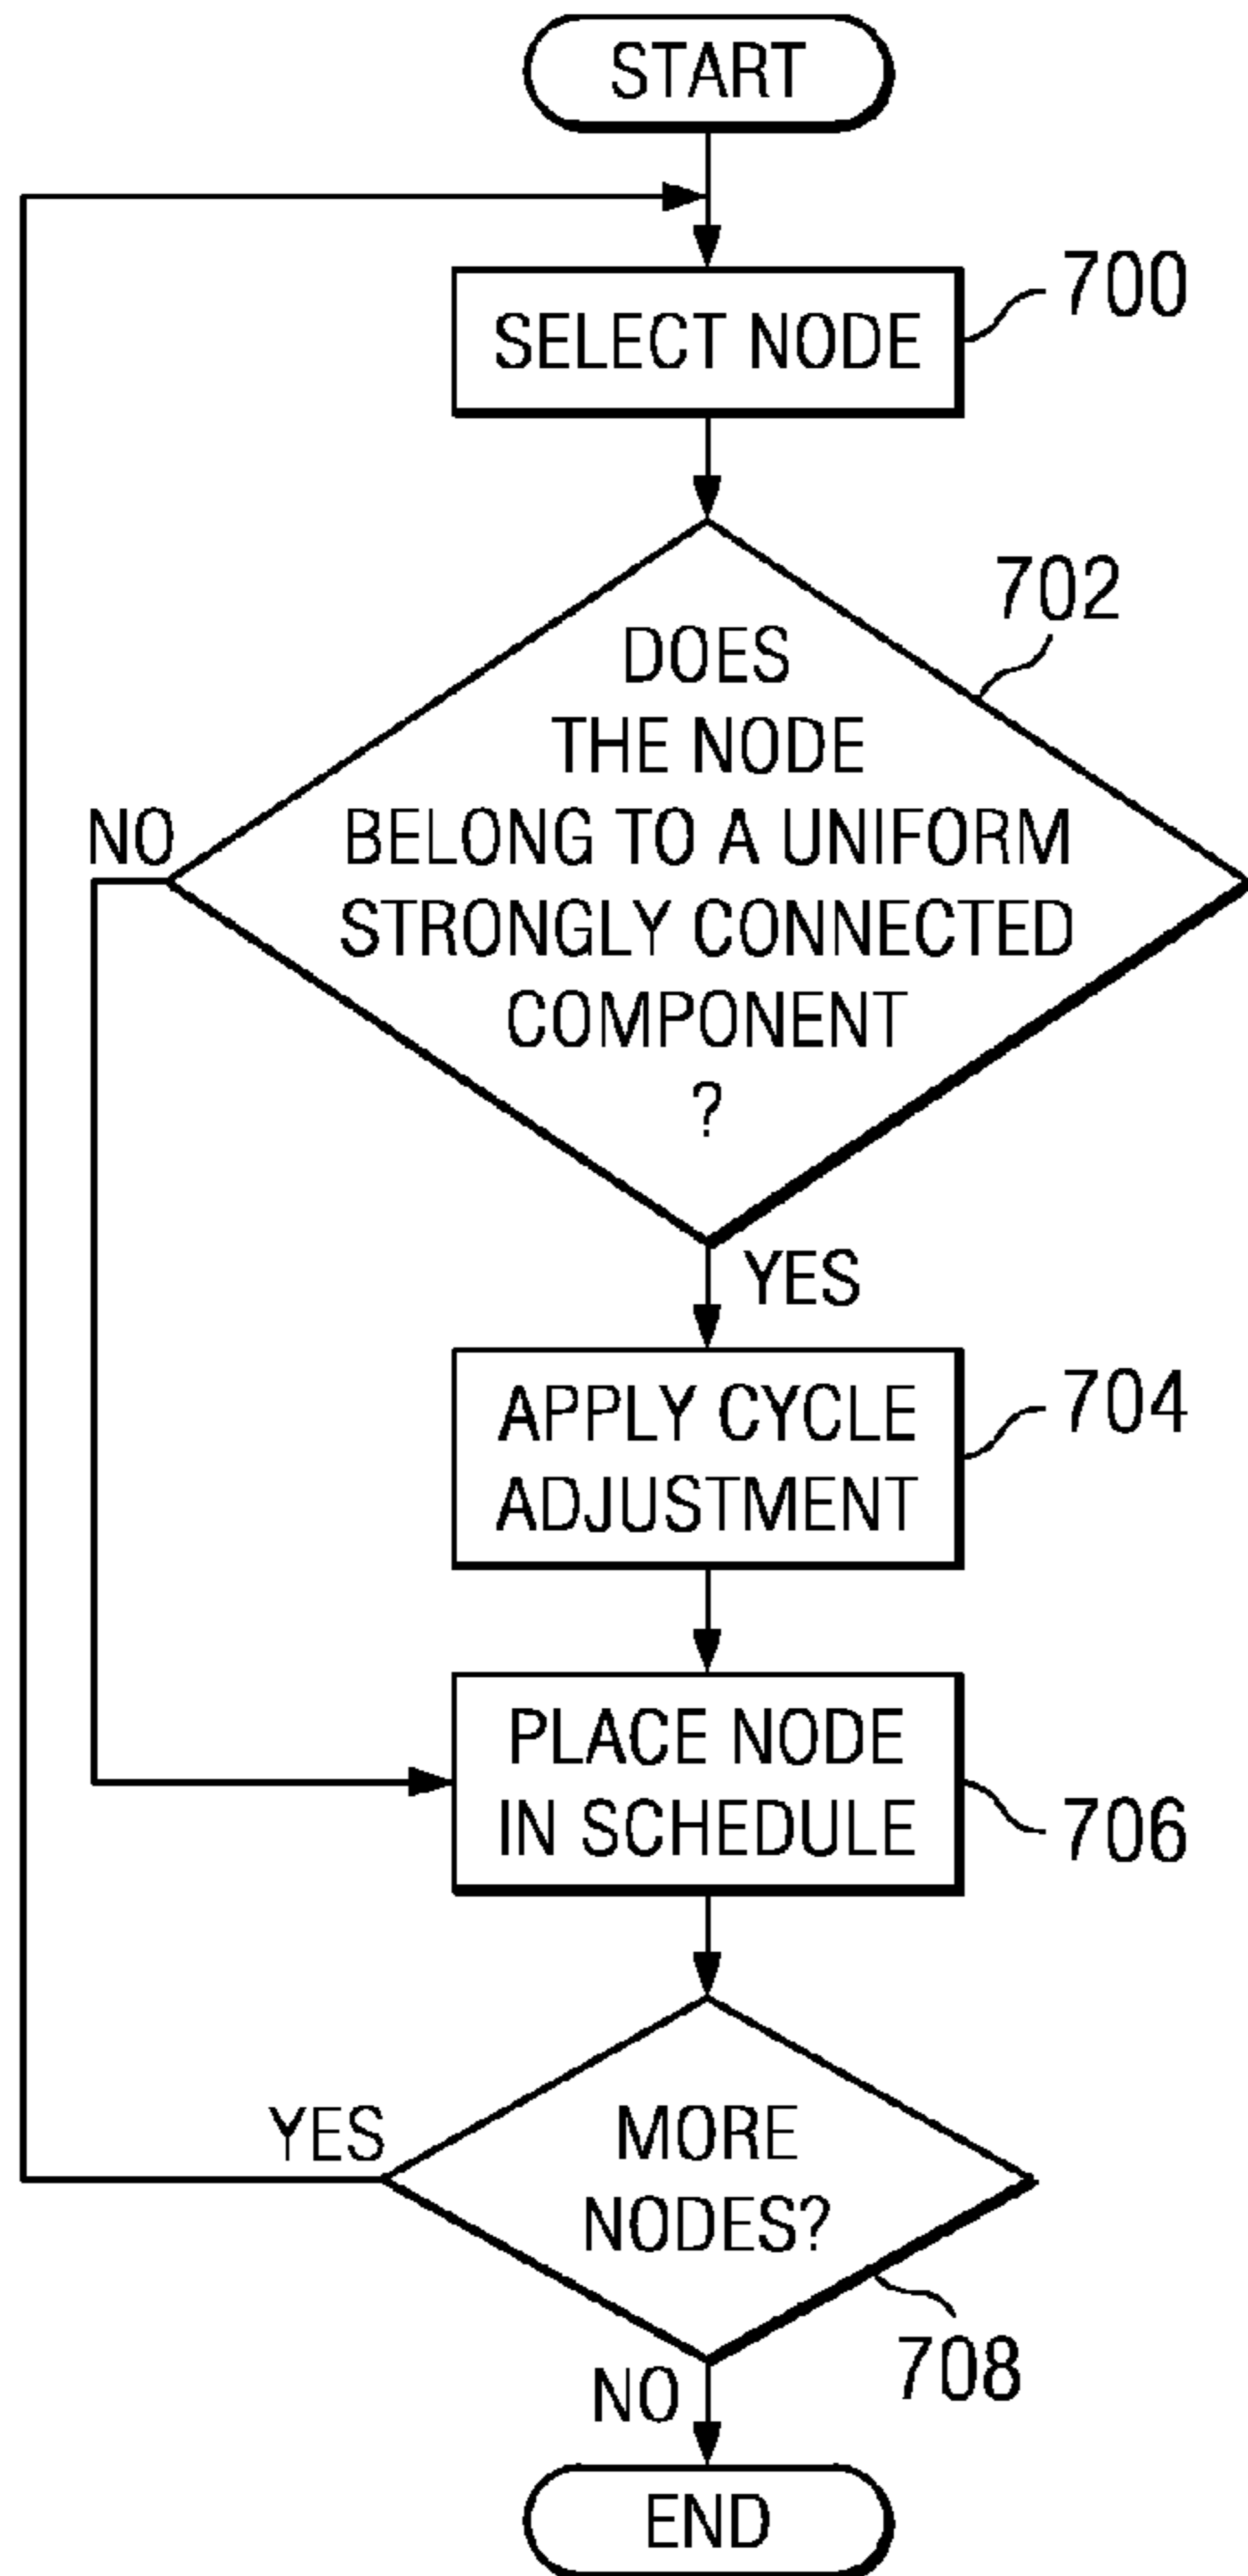 START
SELECT NODE
700
702
DOES
THE NODE
BELONG TO A UNIFORM
STRONGLY CONNECTED
COMPONENT
?
NO
YES
APPLY CYCLE
ADJUSTMENT
704
PLACE NODE
IN SCHEDULE
706
MORE
NODES?
YES
708
NO
END